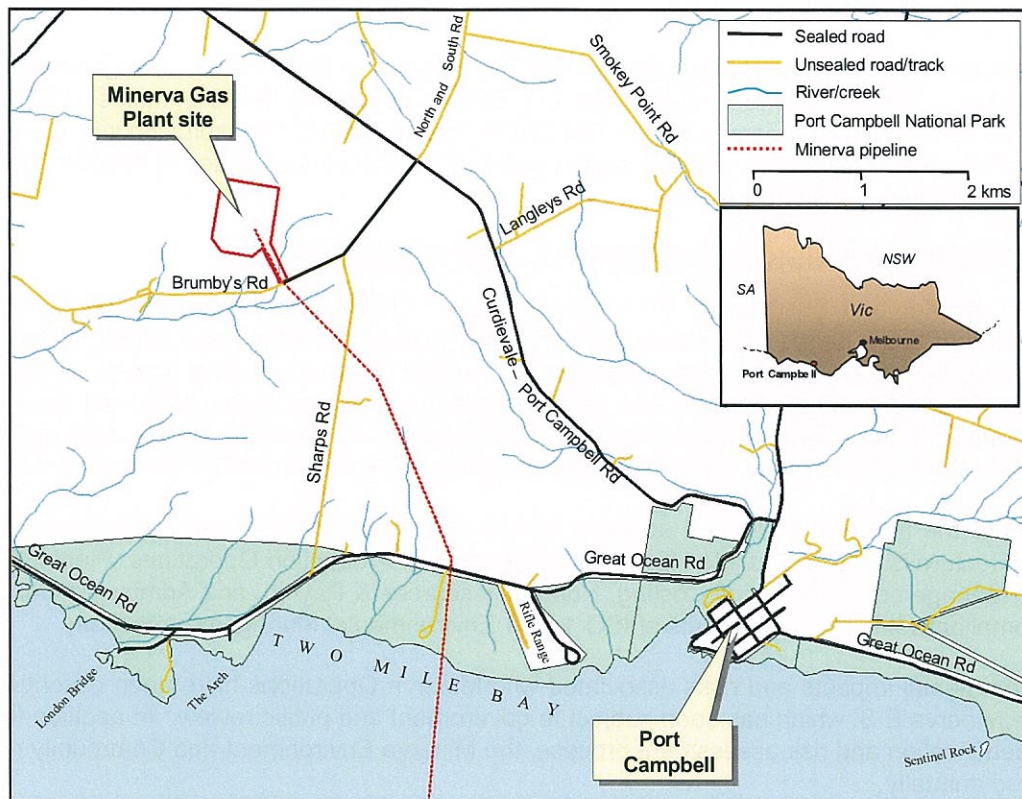 North and South Rd
Smokey Point Rd
Sealed road
Unsealed road/track
River/creek
Port Campbell National Park
Minerva pipeline
0 1 2 kms
Minerva Gas
Plant site
Langleys Rd
Brumby's Rd
NSW
SA
Vic
Melbourne
Port Campbell
Curdievale – Port Campbell Rd
Sharps Rd
Great Ocean Rd
Great Ocean Rd
Rifle Range
TWO MILE BAY
London Bridge
The Arch
Great Ocean Rd
Port
Campbell
Sentinel Rock